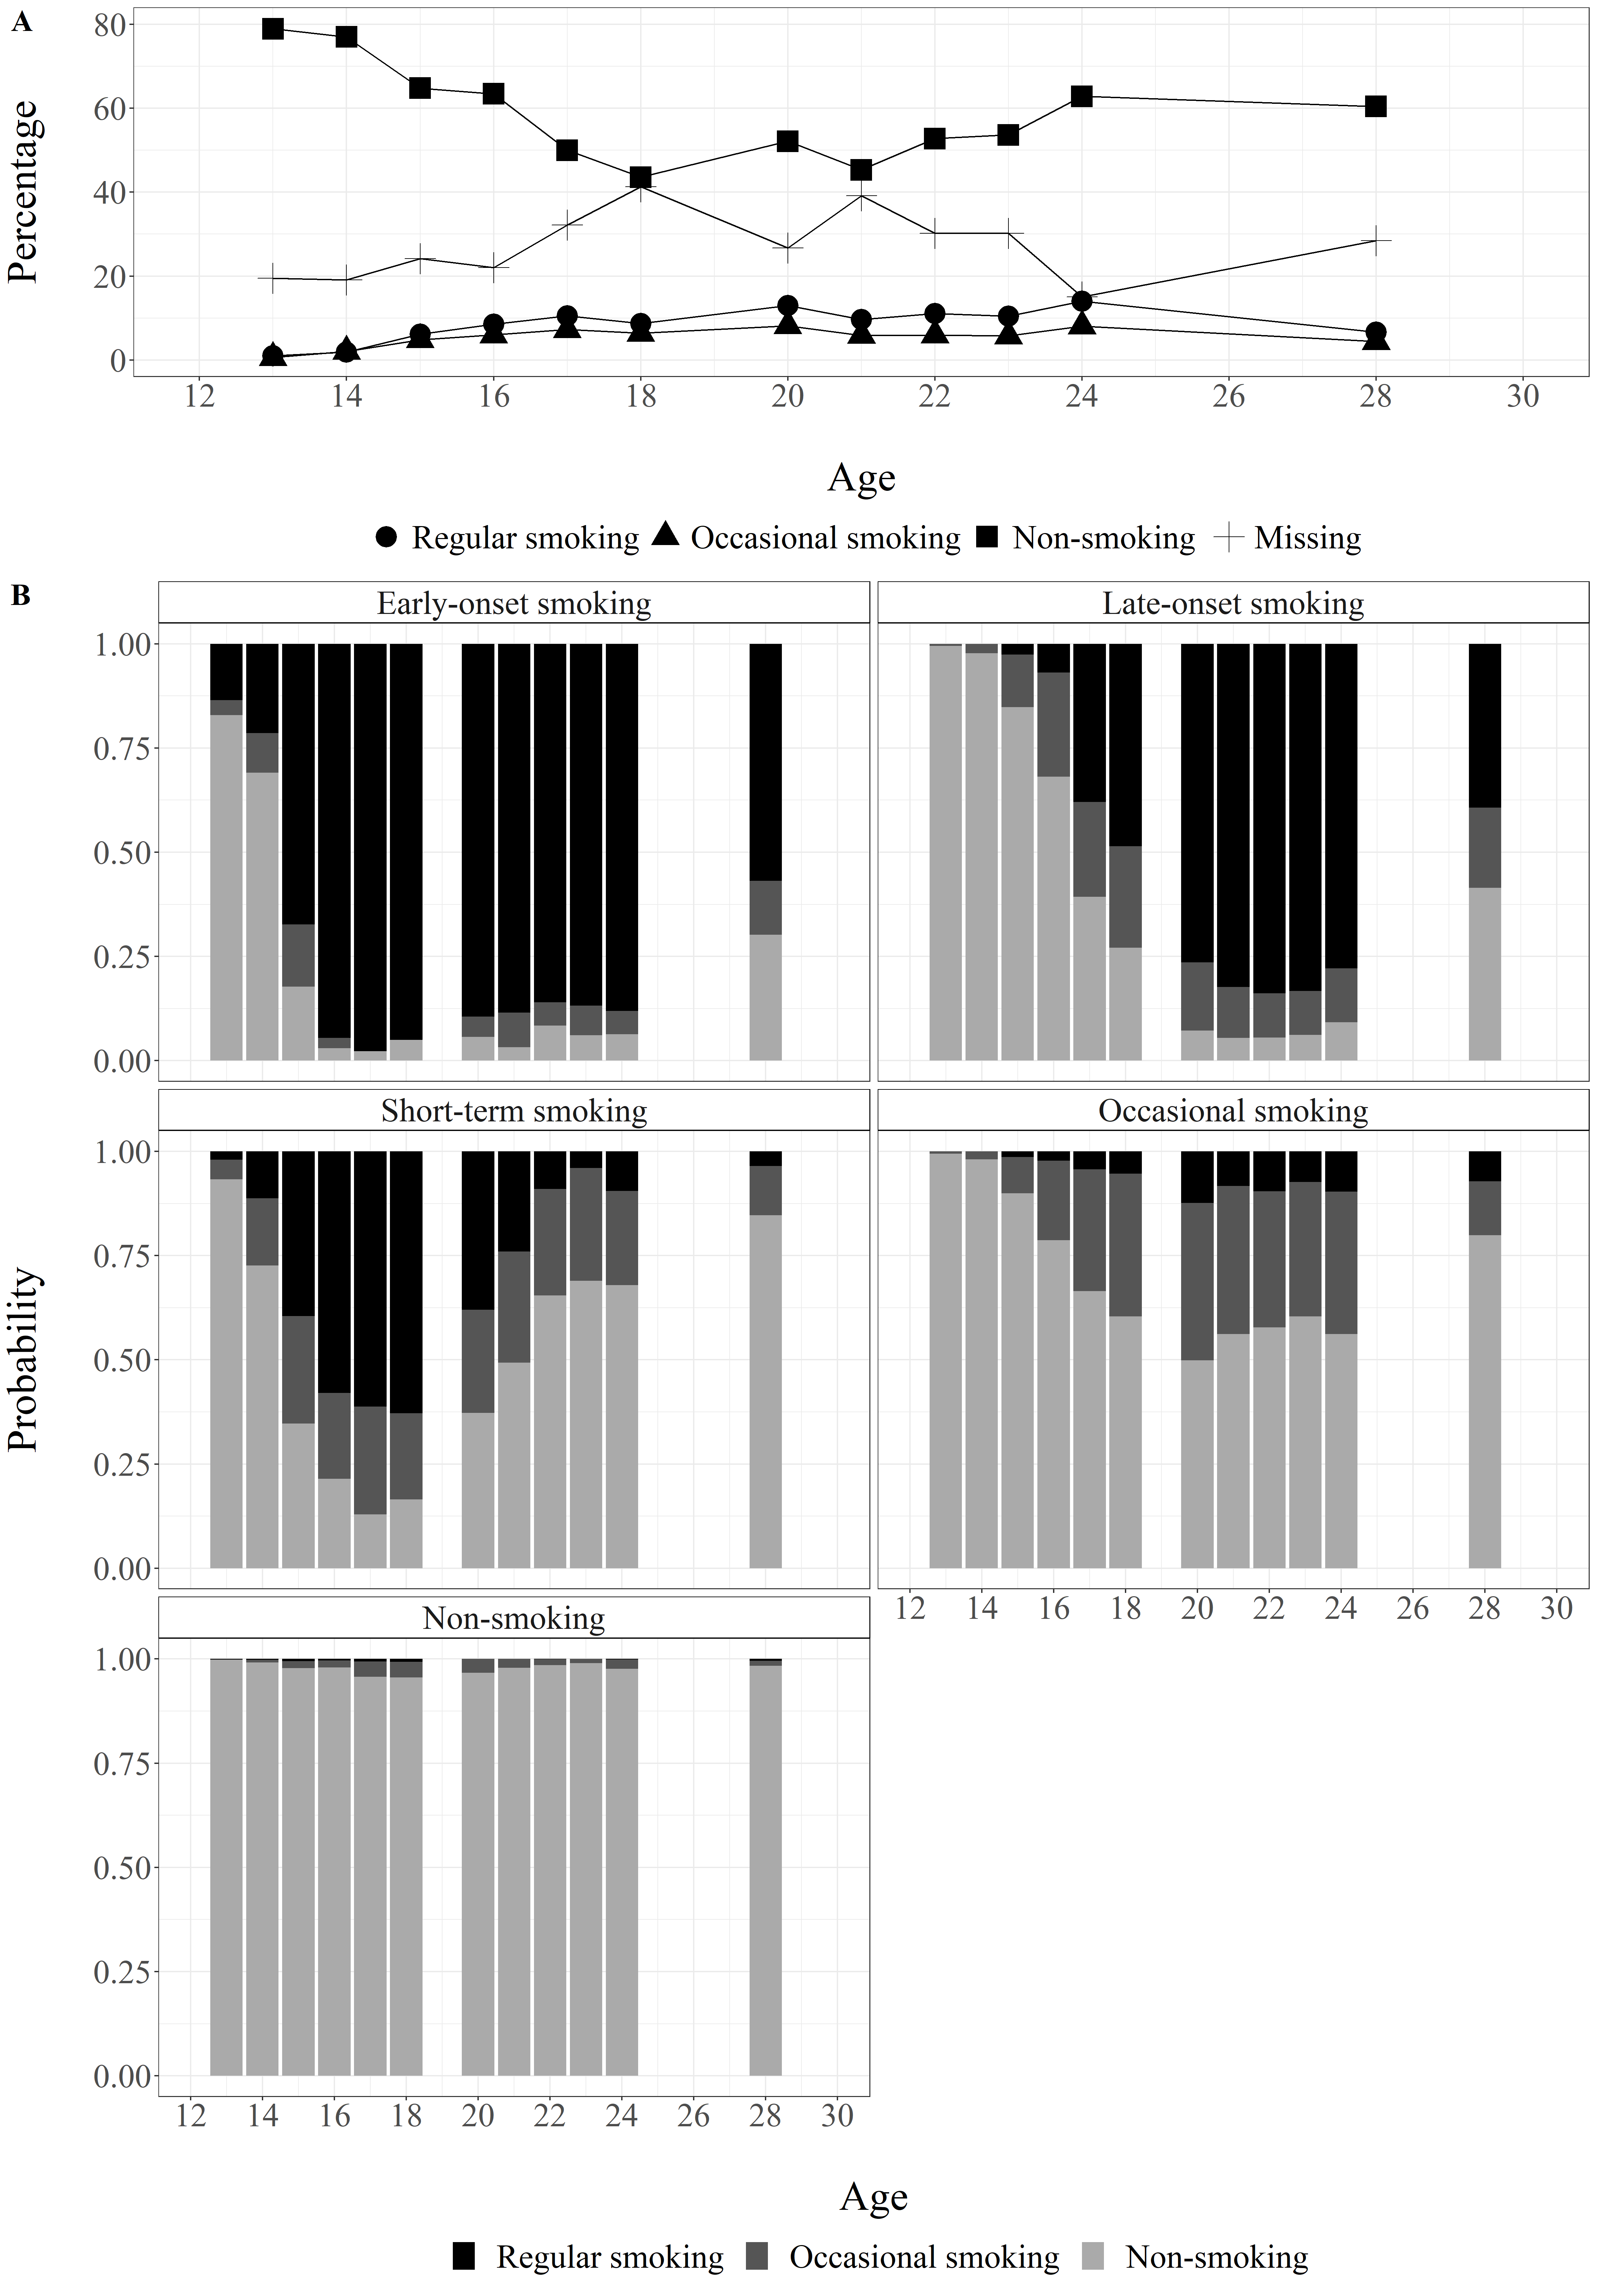 A
Percentage
80
60
40
20
0
12 14 16 18 20 22 24 26 28 30
Age
Regular smoking Occasional smoking Non-smoking Missing
B
Probability
Early-onset smoking Late-onset smoking
1.00
0.75
0.50
0.25
0.00
Short-term smoking Occasional smoking
1.00
0.75
0.50
0.25
0.00
12 14 16 18 20 22 24 26 28 30
Non-smoking
1.00
0.75
0.50
0.25
0.00
12 14 16 18 20 22 24 26 28 30
Age
Regular smoking Occasional smoking Non-smoking